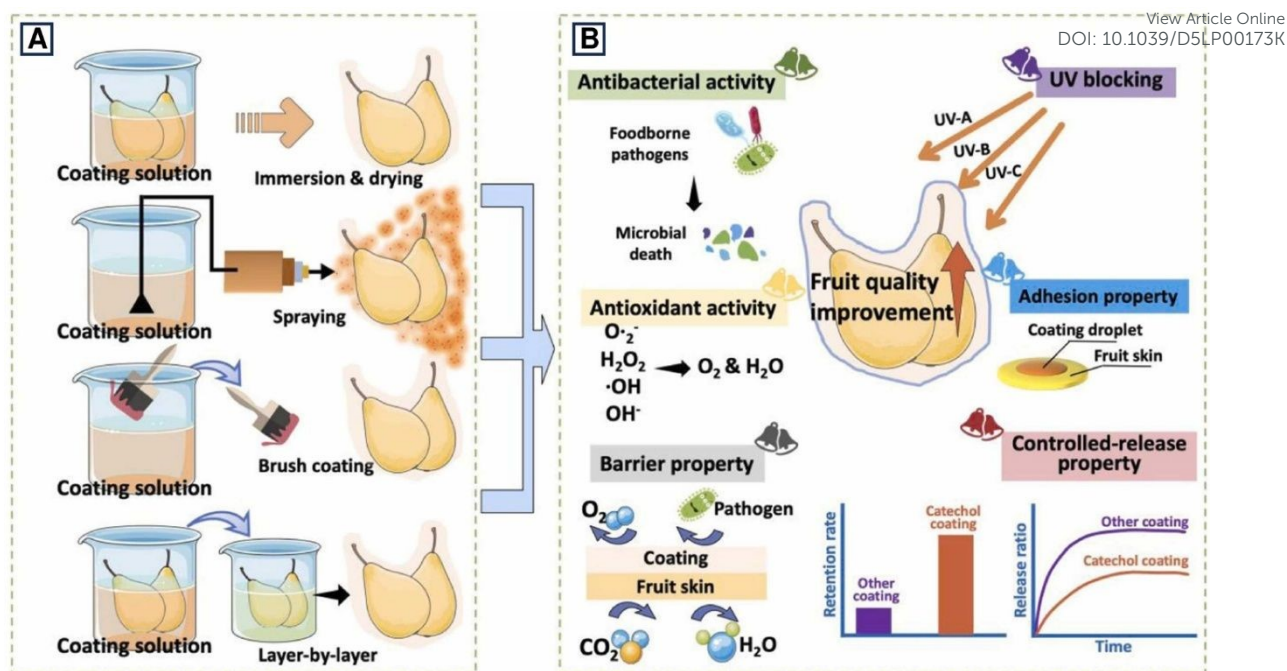 View Article Online
DOI: 10.1039/D5LP00173K
A
Coating solution
Immersion & drying
Coating solution
Spraying
Coating solution
Brush coating
Coating solution
Layer-by-layer
B
Antibacterial activity
Foodborne
pathogens
Microbial
death
UV blocking
UV-A
UV-B
UV-C
Fruit quality
improvement
Antioxidant activity
O·₂⁻
H₂O₂
·OH
OH⁻
O₂ & H₂O
Adhesion property
Coating droplet
Fruit skin
Barrier property
O₂
Pathogen
Coating
Fruit skin
CO₂
H₂O
Controlled-release
property
Retention rate
Other
coating
Catechol
coating
Release ratio
Other coating
Catechol coating
Time